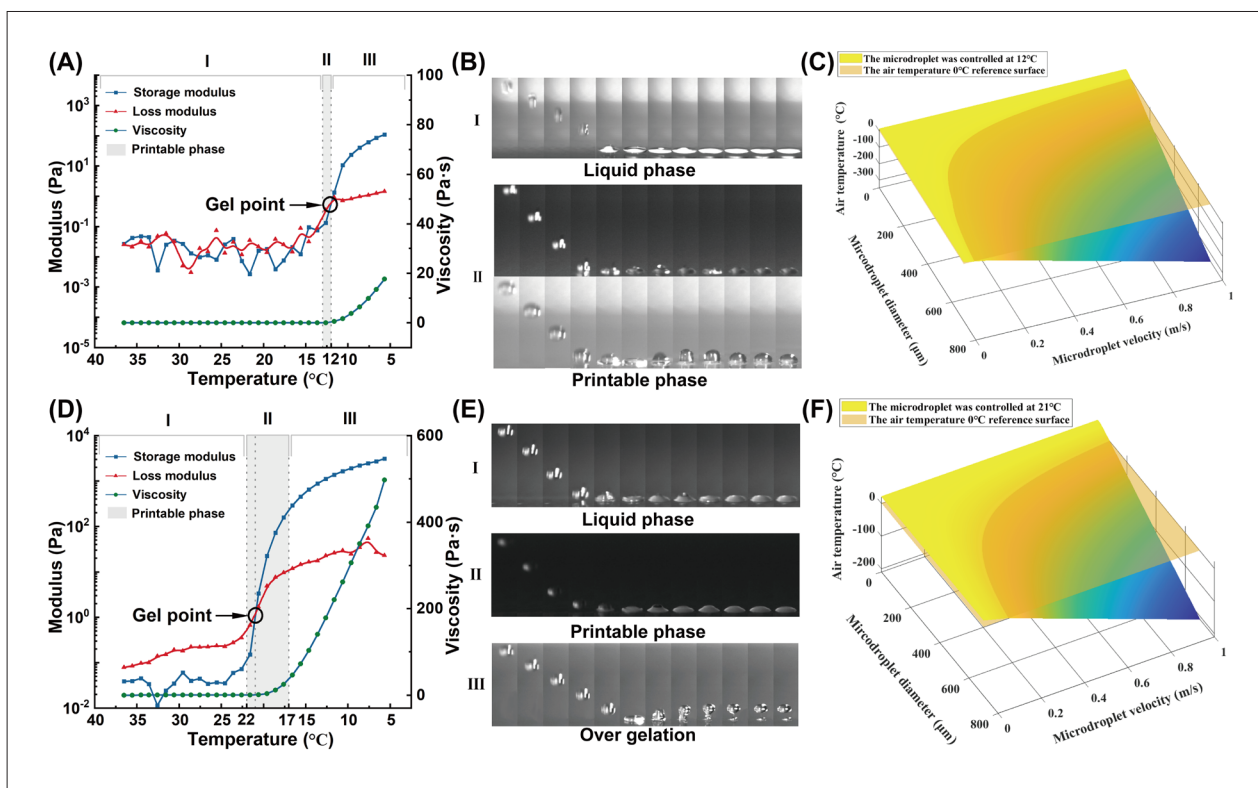 (A)
I
II
III
Storage modulus
Loss modulus
Viscosity
Printable phase
Gel point
10³
10¹
10⁻¹
10⁻³
10⁻⁵
Modulus (Pa)
100
80
60
40
20
0
Viscosity (Pa·s)
40 35 30 25 20 15 13 12 10 5
Temperature (°C)
(B)
I
Liquid phase
II
Printable phase
(C)
The microdroplet was controlled at 12℃
The air temperature 0℃ reference surface
Air temperature (°C)
0
-100
-200
-300
0
200
400
600
800
Mircodroplet diameter (μm)
0
0.2
0.4
0.6
0.8
1
Microdroplet velocity (m/s)
(D)
I
II
III
Storage modulus
Loss modulus
Viscosity
Printable phase
Gel point
10⁴
10²
10⁰
10⁻²
Modulus (Pa)
600
400
200
0
Viscosity (Pa·s)
40 35 30 25 22 17 15 10 5
Temperature (°C)
(E)
I
Liquid phase
II
Printable phase
III
Over gelation
(F)
The microdroplet was controlled at 21℃
The air temperature 0℃ reference surface
Air temperature (°C)
0
-100
-200
0
200
400
600
800
Mircodroplet diameter (μm)
0
0.2
0.4
0.6
0.8
1
Microdroplet velocity (m/s)